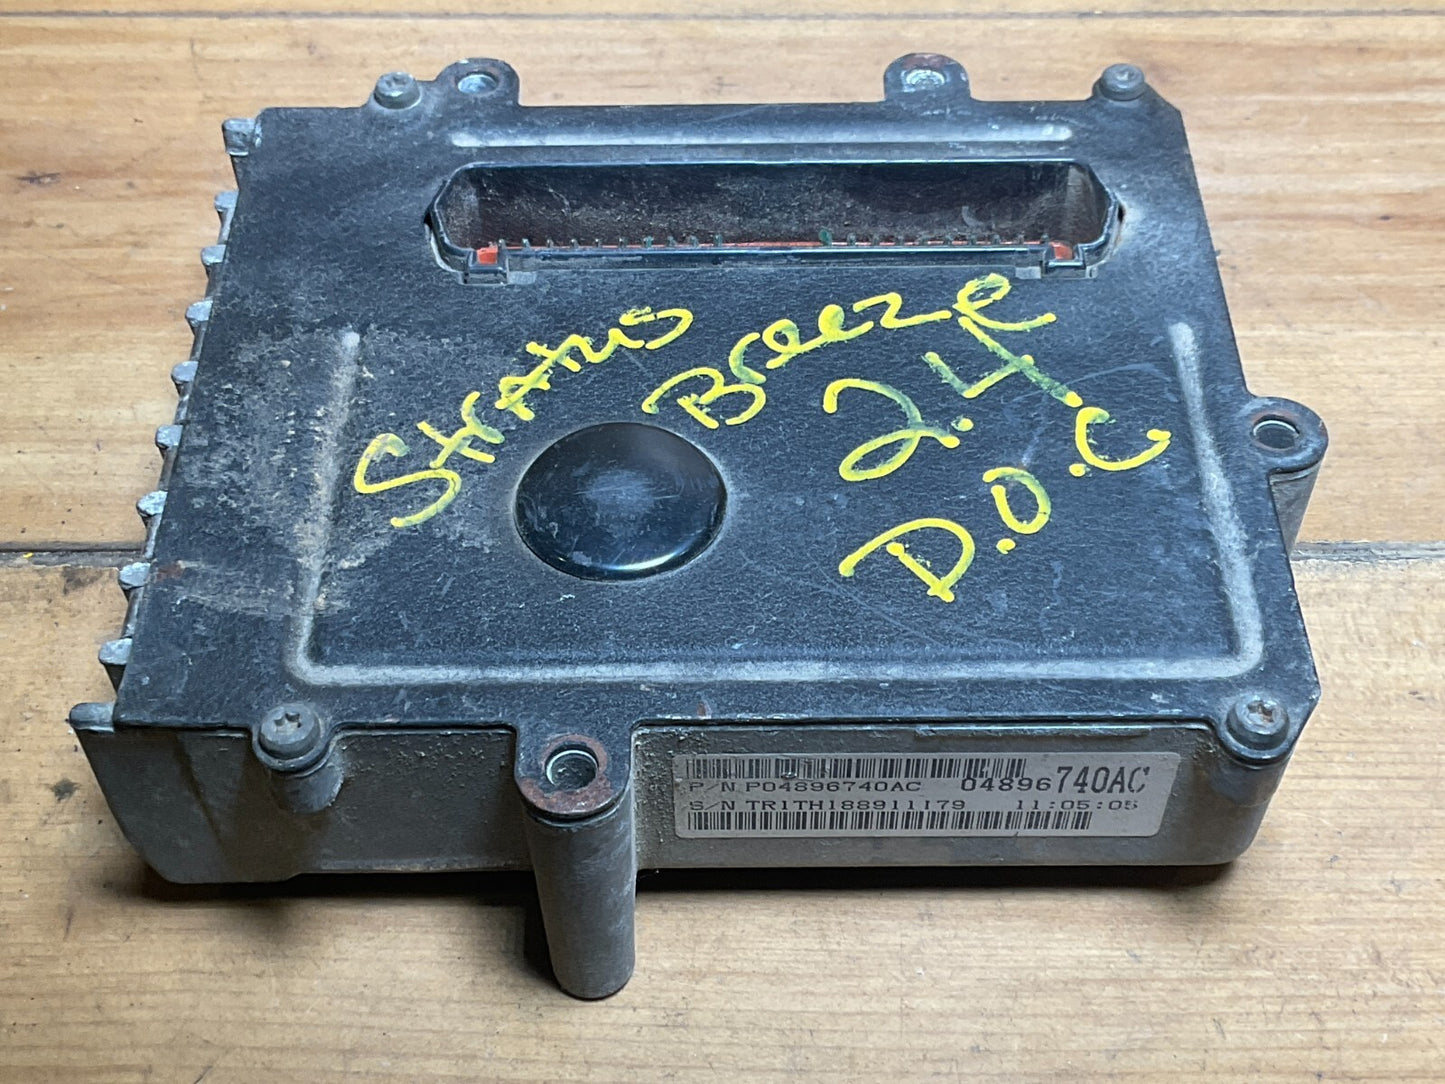 Stratus
Breeze
2.4
D.O.C
P/N P04896740AC 04896740AC
S/N TR1TH188911179 11:05:05